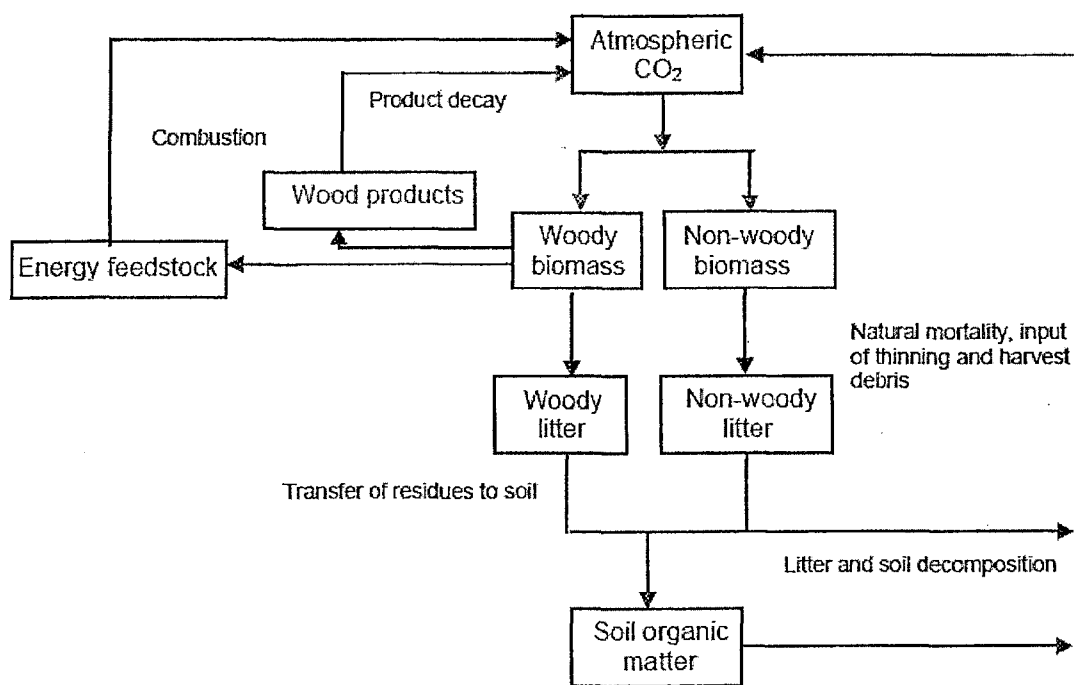 Atmospheric
CO₂
Product decay
Combustion
Wood products
Woody
biomass
Non-woody
biomass
Energy feedstock
Natural mortality, input
of thinning and harvest
debris
Woody
litter
Non-woody
litter
Transfer of residues to soil
Litter and soil decomposition
Soil organic
matter